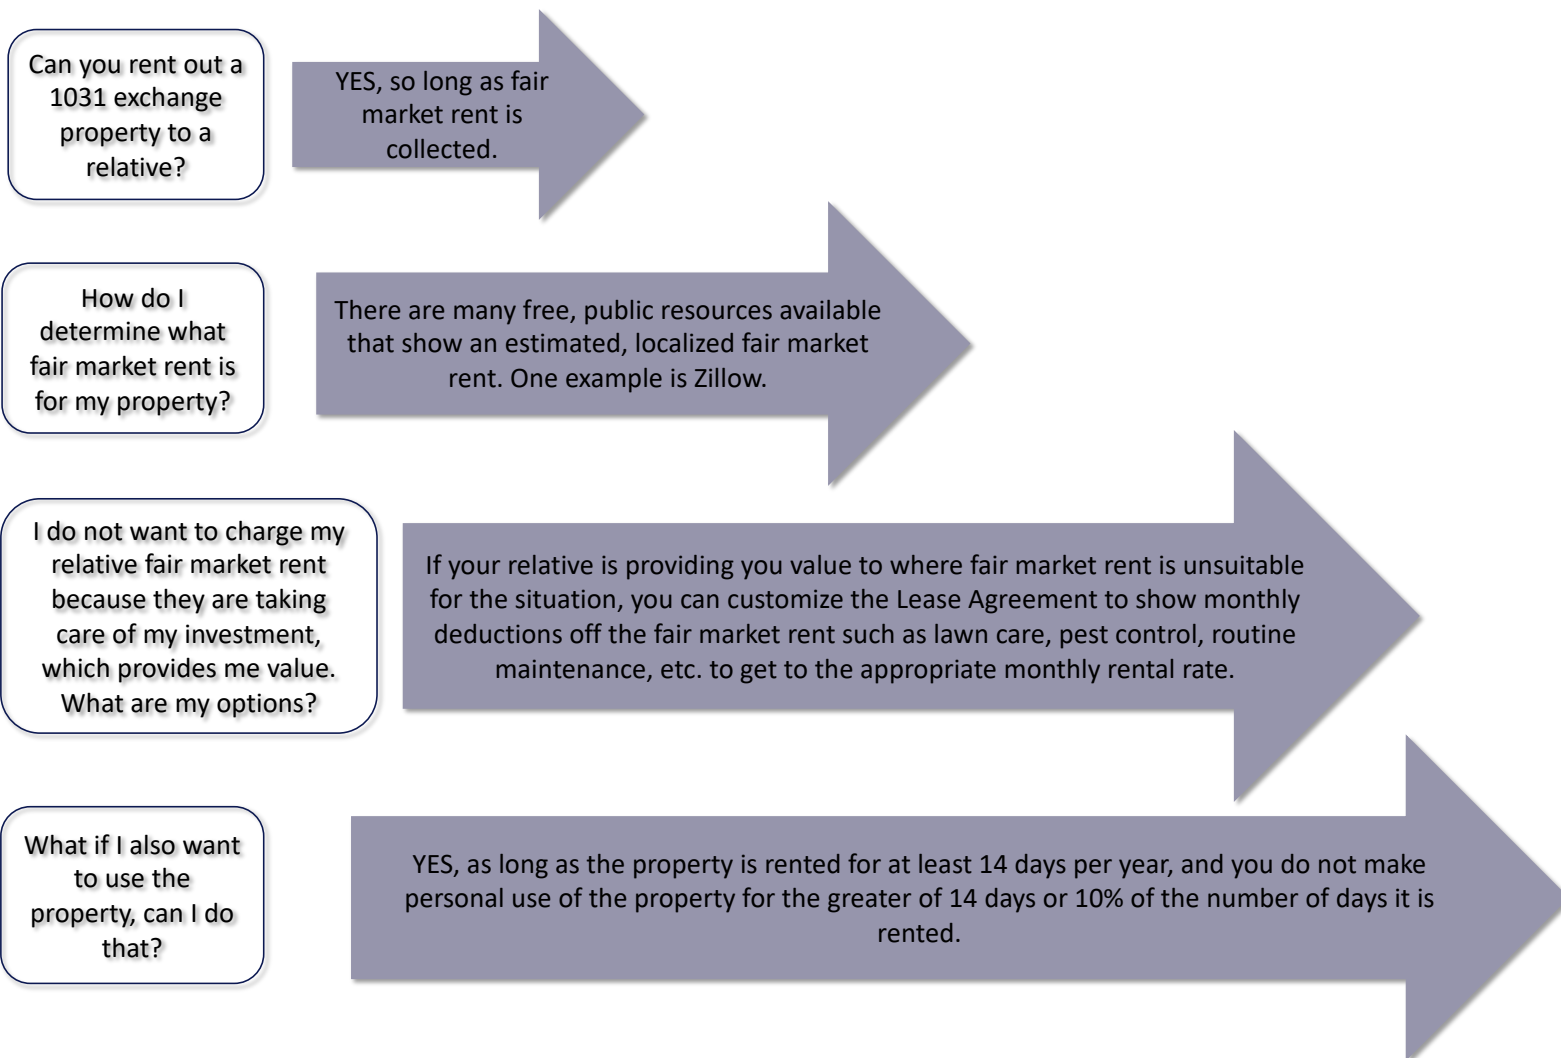 Can you rent out a
1031 exchange
property to a
relative?
YES, so long as fair
market rent is
collected.
How do I
determine what
fair market rent is
for my property?
There are many free, public resources available
that show an estimated, localized fair market
rent. One example is Zillow.
I do not want to charge my
relative fair market rent
because they are taking
care of my investment,
which provides me value.
What are my options?
If your relative is providing you value to where fair market rent is unsuitable
for the situation, you can customize the Lease Agreement to show monthly
deductions off the fair market rent such as lawn care, pest control, routine
maintenance, etc. to get to the appropriate monthly rental rate.
What if I also want
to use the
property, can I do
that?
YES, as long as the property is rented for at least 14 days per year, and you do not make
personal use of the property for the greater of 14 days or 10% of the number of days it is
rented.